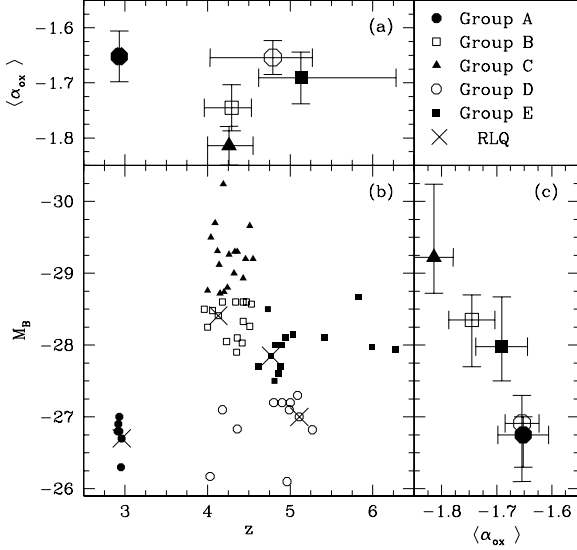 −1.6
−1.7
−1.8
⟨α_ox⟩
(a)
Group A
Group B
Group C
Group D
Group E
RLQ
−30
−29
−28
−27
−26
M_B
(b)
(c)
3
4
5
6
z
−1.8
−1.7
−1.6
⟨α_ox⟩